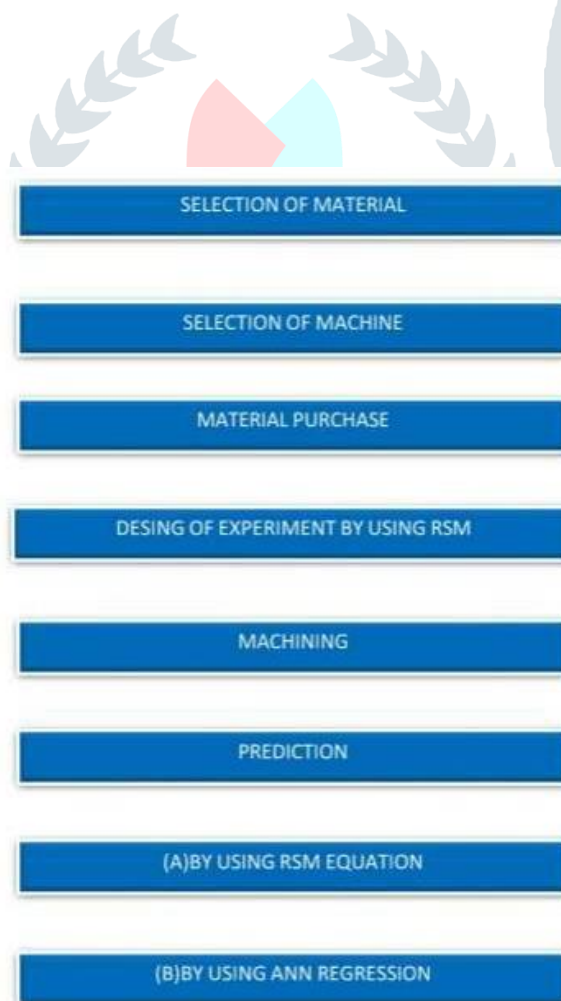 SELECTION OF MATERIAL
SELECTION OF MACHINE
MATERIAL PURCHASE
DESING OF EXPERIMENT BY USING RSM
MACHINING
PREDICTION
(A)BY USING RSM EQUATION
(B)BY USING ANN REGRESSION